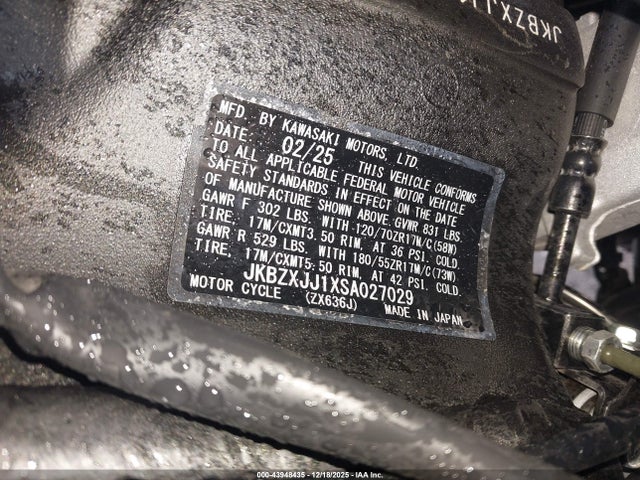 JKBZXJJ1
MFD. BY KAWASAKI MOTORS, LTD.
DATE: 02/25 THIS VEHICLE CONFORMS
TO ALL APPLICABLE FEDERAL MOTOR VEHICLE
SAFETY STANDARDS IN EFFECT ON THE DATE
OF MANUFACTURE SHOWN ABOVE. GVWR 831 LBS.
GAWR F 302 LBS. WITH 120/70ZR17M/C(58W)
TIRE, 17M/CXMT3.50 RIM, AT 36 PSI. COLD.
GAWR R 529 LBS. WITH 180/55ZR17M/C(73W)
TIRE, 17M/CXMT5.50 RIM, AT 42 PSI. COLD.
JKBZXJJ1XSA027029
MOTOR CYCLE (ZX636J) MADE IN JAPAN
000-43948435 12/18/2025 IAA Inc.